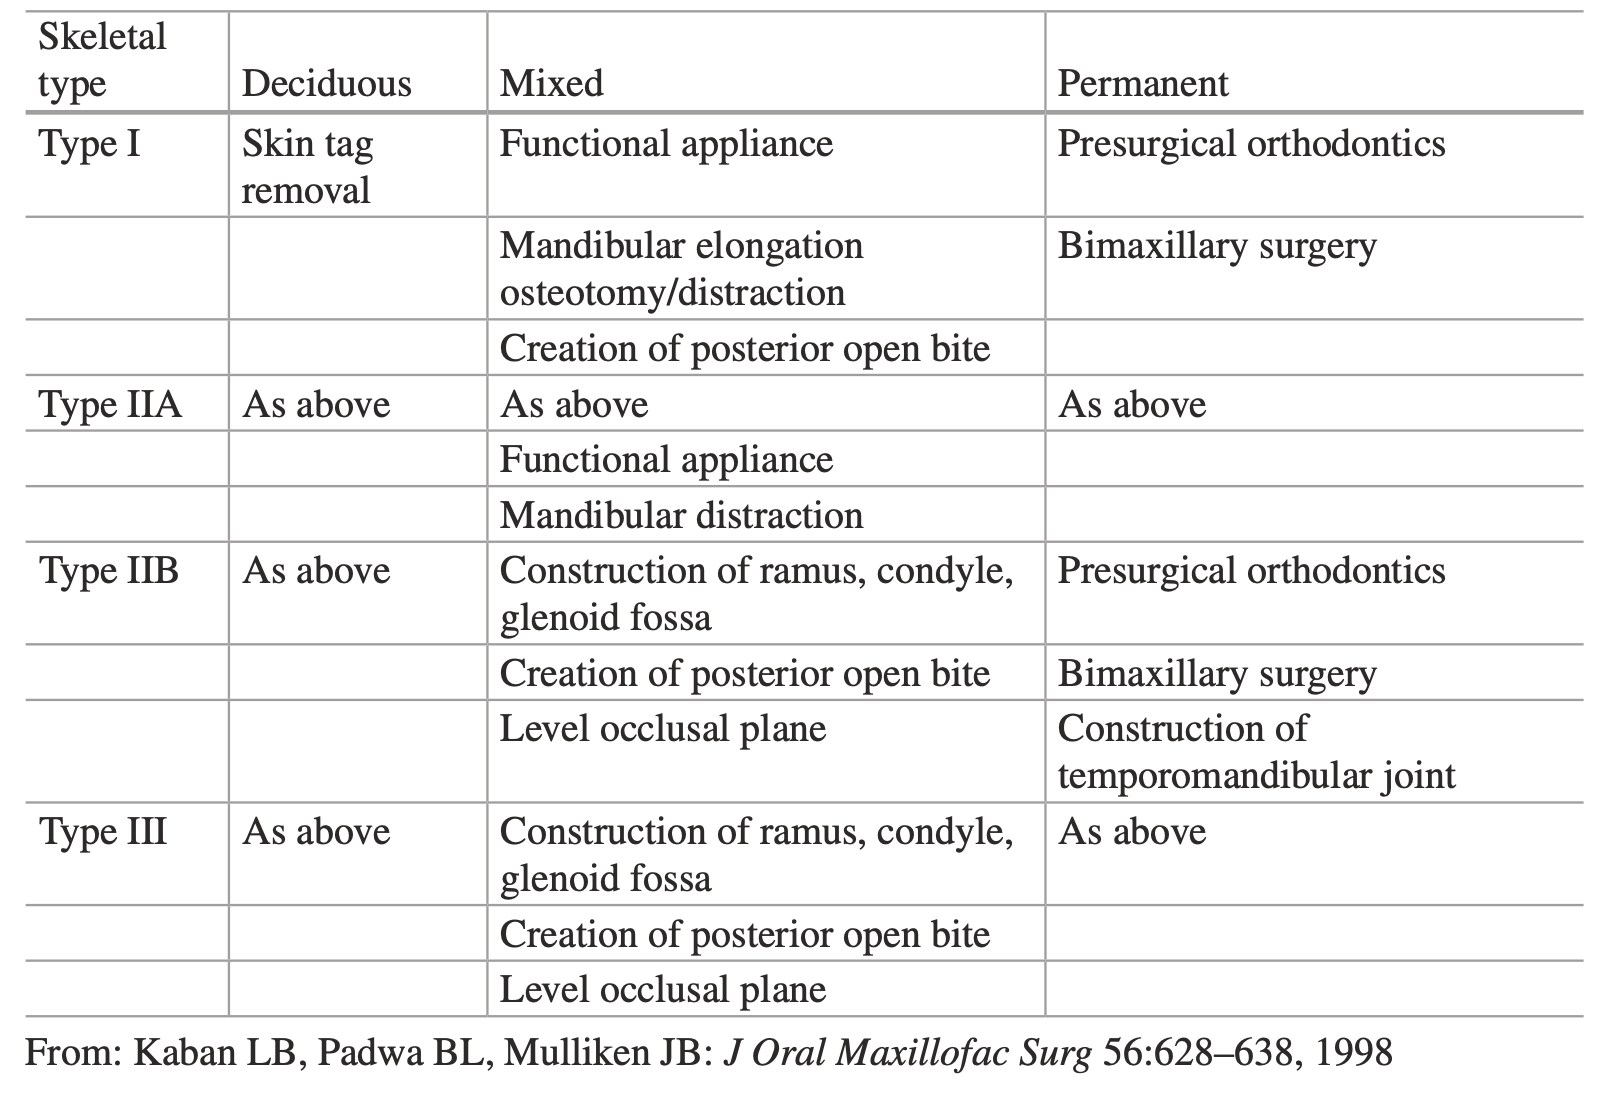 Skeletal
type Deciduous Mixed Permanent
Type I Skin tag Functional appliance Presurgical orthodontics
removal
Mandibular elongation Bimaxillary surgery
osteotomy/distraction
Creation of posterior open bite
Type IIA As above As above As above
Functional appliance
Mandibular distraction
Type IIB As above Construction of ramus, condyle, Presurgical orthodontics
glenoid fossa
Creation of posterior open bite Bimaxillary surgery
Level occlusal plane Construction of
temporomandibular joint
Type III As above Construction of ramus, condyle, As above
glenoid fossa
Creation of posterior open bite
Level occlusal plane
From: Kaban LB, Padwa BL, Mulliken JB: J Oral Maxillofac Surg 56:628–638, 1998